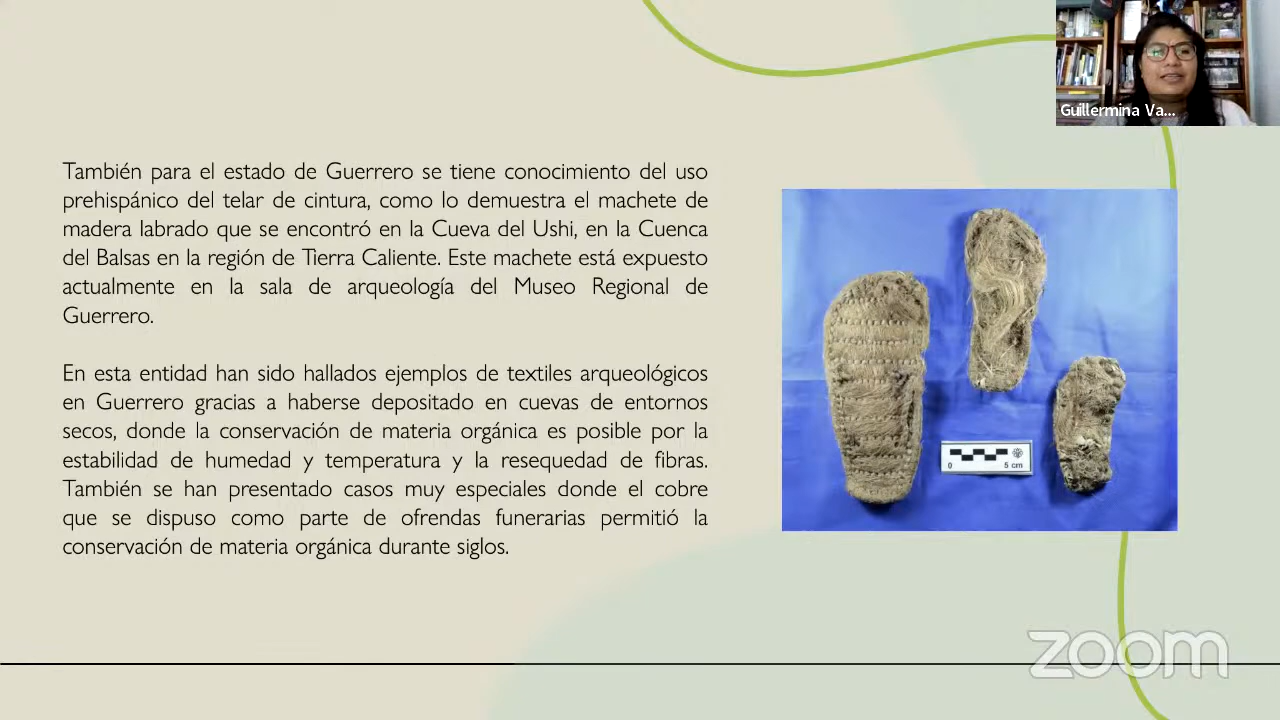 Guillermina Va...
También para el estado de Guerrero se tiene conocimiento del uso
prehispánico del telar de cintura, como lo demuestra el machete de
madera labrado que se encontró en la Cueva del Ushi, en la Cuenca
del Balsas en la región de Tierra Caliente. Este machete está expuesto
actualmente en la sala de arqueología del Museo Regional de
Guerrero.
En esta entidad han sido hallados ejemplos de textiles arqueológicos
en Guerrero gracias a haberse depositado en cuevas de entornos
secos, donde la conservación de materia orgánica es posible por la
estabilidad de humedad y temperatura y la resequedad de fibras.
También se han presentado casos muy especiales donde el cobre
que se dispuso como parte de ofrendas funerarias permitió la
conservación de materia orgánica durante siglos.
0 5 cm
zoom